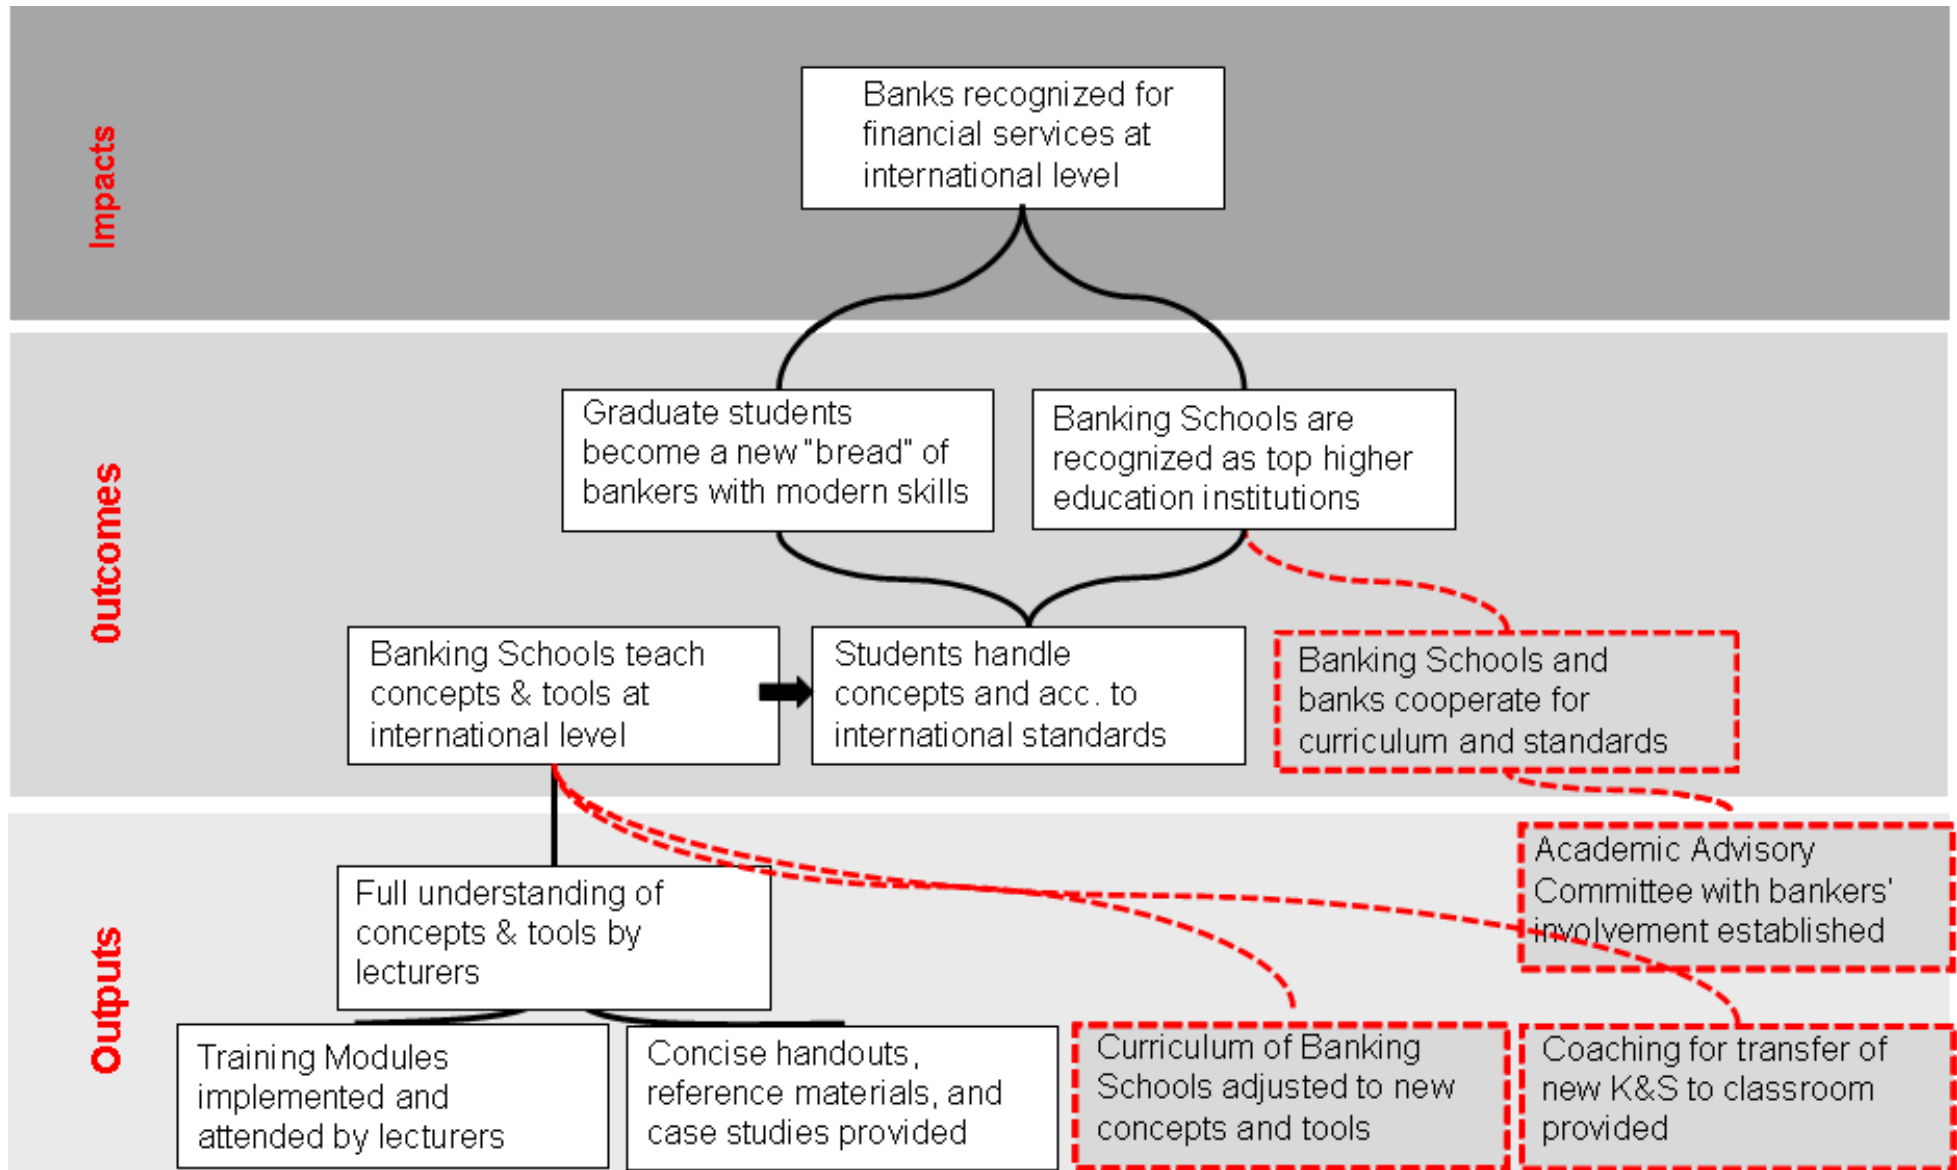 Impacts
Banks recognized for
financial services at
international level
Outcomes
Graduate students
become a new "bread" of
bankers with modern skills
Banking Schools are
recognized as top higher
education institutions
Banking Schools teach
concepts & tools at
international level
Students handle
concepts and acc. to
international standards
Banking Schools and
banks cooperate for
curriculum and standards
Outputs
Full understanding of
concepts & tools by
lecturers
Academic Advisory
Committee with bankers'
involvement established
Training Modules
implemented and
attended by lecturers
Concise handouts,
reference materials, and
case studies provided
Curriculum of Banking
Schools adjusted to new
concepts and tools
Coaching for transfer of
new K&S to classroom
provided